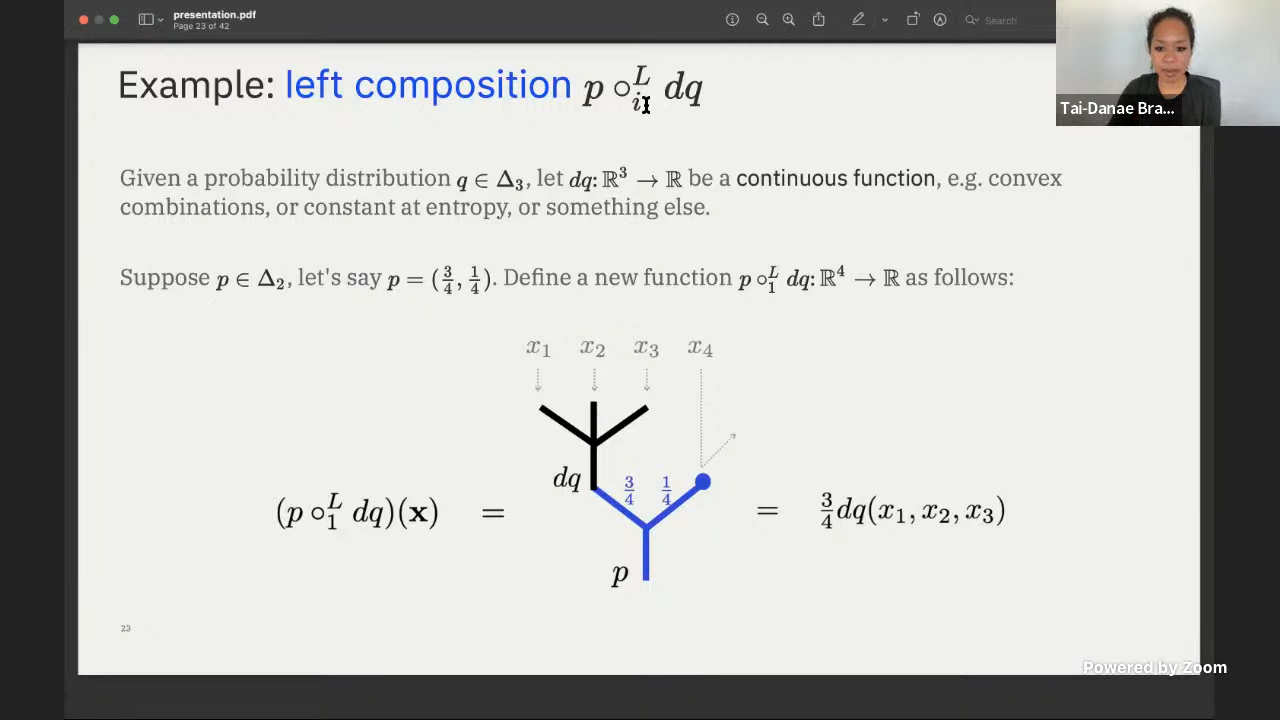 presentation.pdf
Page 23 of 42
Search
Tai-Danae Bra...
Example: left composition p ∘ᵢᴸ dq
Given a probability distribution q ∈ Δ₃, let dq: ℝ³ → ℝ be a continuous function, e.g. convex
combinations, or constant at entropy, or something else.
Suppose p ∈ Δ₂, let's say p = (3/4, 1/4). Define a new function p ∘₁ᴸ dq: ℝ⁴ → ℝ as follows:
x₁ x₂ x₃ x₄
dq 3/4 1/4
(p ∘₁ᴸ dq)(𝐱) = = 3/4 dq(x₁, x₂, x₃)
p
23
Powered by Zoom